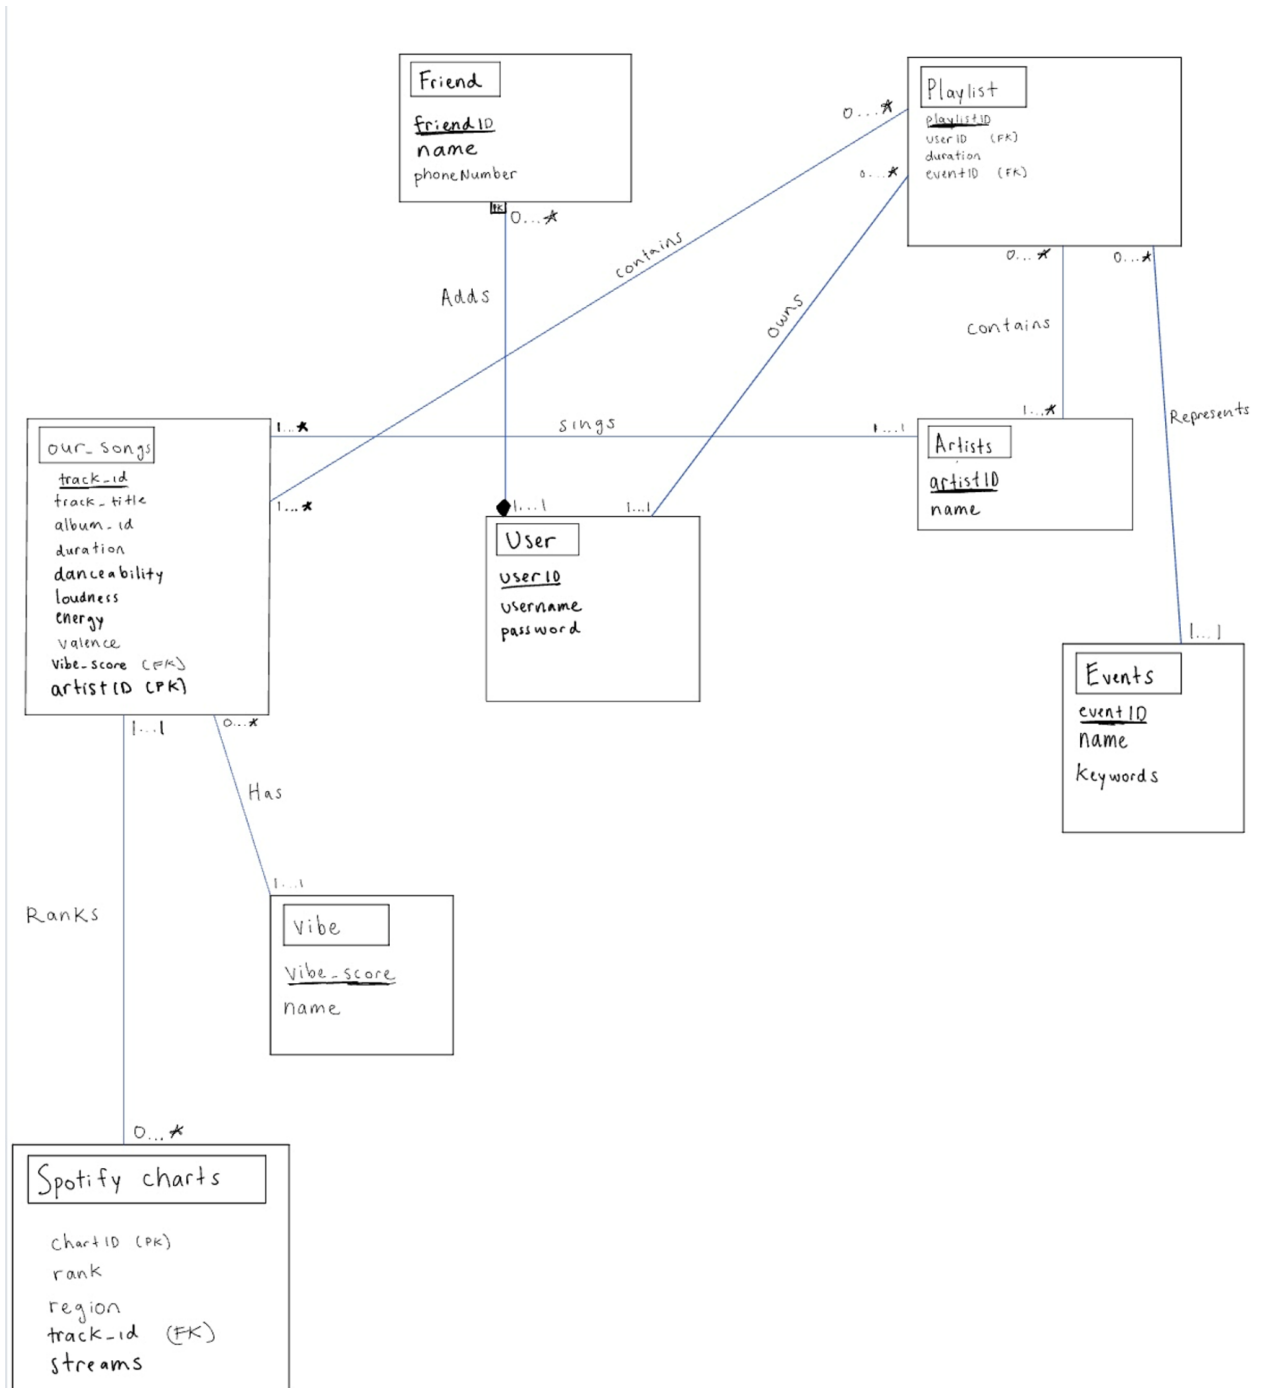 Friend
friendID
name
phoneNumber
PK
0...*
Adds
Playlist
playlistID
userID (FK)
duration
eventID (FK)
0...*
0...*
contains
owns
0...*
0...*
contains
Represents
1...*
sings
1...1
1...*
our_songs
track_id
track_title
album_id
duration
danceability
loudness
energy
valence
vibe_score (FK)
artistID (FK)
1...*
1...1
1...1
User
userID
username
password
Artists
artistID
name
1...1
Events
eventID
name
keywords
1...1
0...*
Has
1...1
Ranks
Vibe
vibe_score
name
0...*
Spotify charts
chartID (PK)
rank
region
track_id (FK)
streams